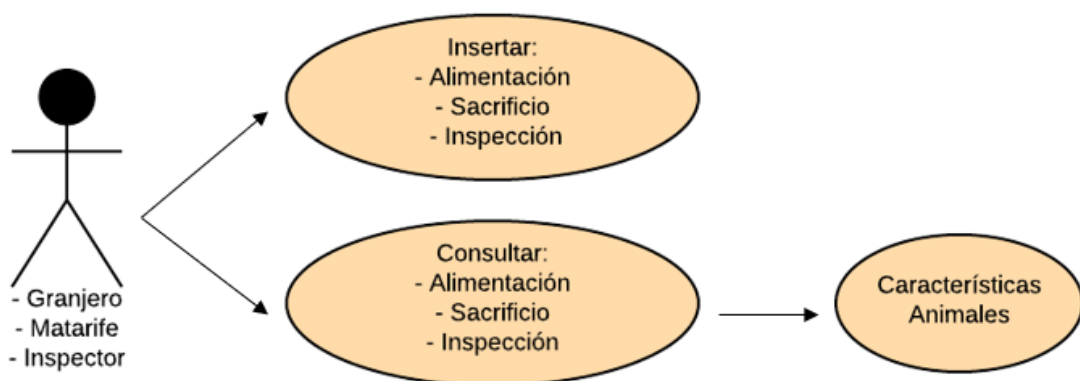 Insertar:
- Alimentación
- Sacrificio
- Inspección
Consultar:
- Alimentación
- Sacrificio
- Inspección
Características
Animales
- Granjero
- Matarife
- Inspector